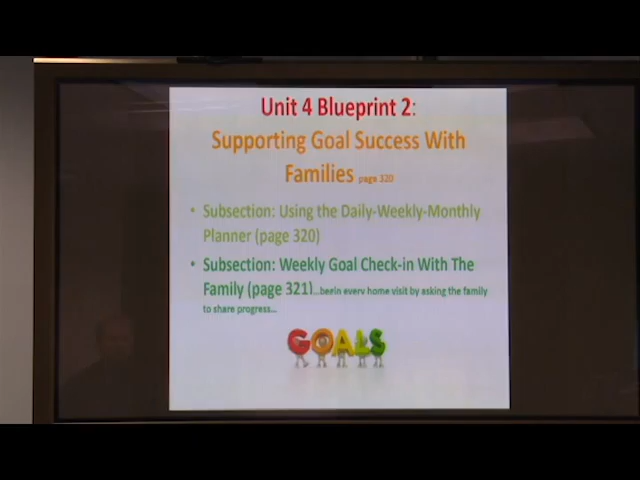 Unit 4 Blueprint 2:
Supporting Goal Success With
Families page 320
• Subsection: Using the Daily-Weekly-Monthly
Planner (page 320)
• Subsection: Weekly Goal Check-in With The
Family (page 321)...begin every home visit by asking the family
to share progress...
GOALS